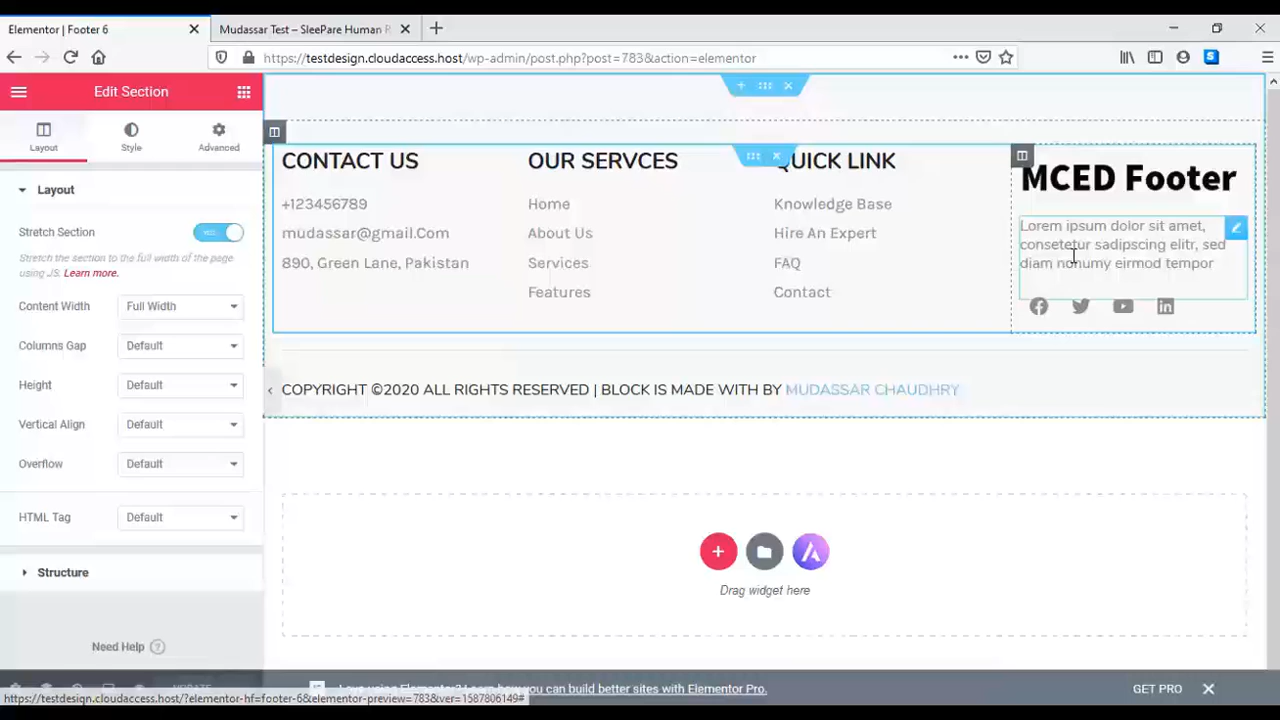 Elementor | Footer 6
Mudassar Test – SleePare Human R
https://testdesign.cloudaccess.host/wp-admin/post.php?post=783&action=elementor
Edit Section
Layout
Style
Advanced
Layout
Stretch Section
YES
Stretch the section to the full width of the page
using JS. Learn more.
Content Width
Full Width
Columns Gap
Default
Height
Default
Vertical Align
Default
Overflow
Default
HTML Tag
Default
Structure
Need Help
CONTACT US
+123456789
mudassar@gmail.Com
890, Green Lane, Pakistan
OUR SERVCES
Home
About Us
Services
Features
QUICK LINK
Knowledge Base
Hire An Expert
FAQ
Contact
MCED Footer
Lorem ipsum dolor sit amet,
consetetur sadipscing elitr, sed
diam nonumy eirmod tempor
COPYRIGHT ©2020 ALL RIGHTS RESERVED | BLOCK IS MADE WITH BY MUDASSAR CHAUDHRY
Drag widget here
Love using Elementor? Learn how you can build better sites with Elementor Pro.
GET PRO
https://testdesign.cloudaccess.host/?elementor-hf=footer-6&elementor-preview=783&ver=1587806149#